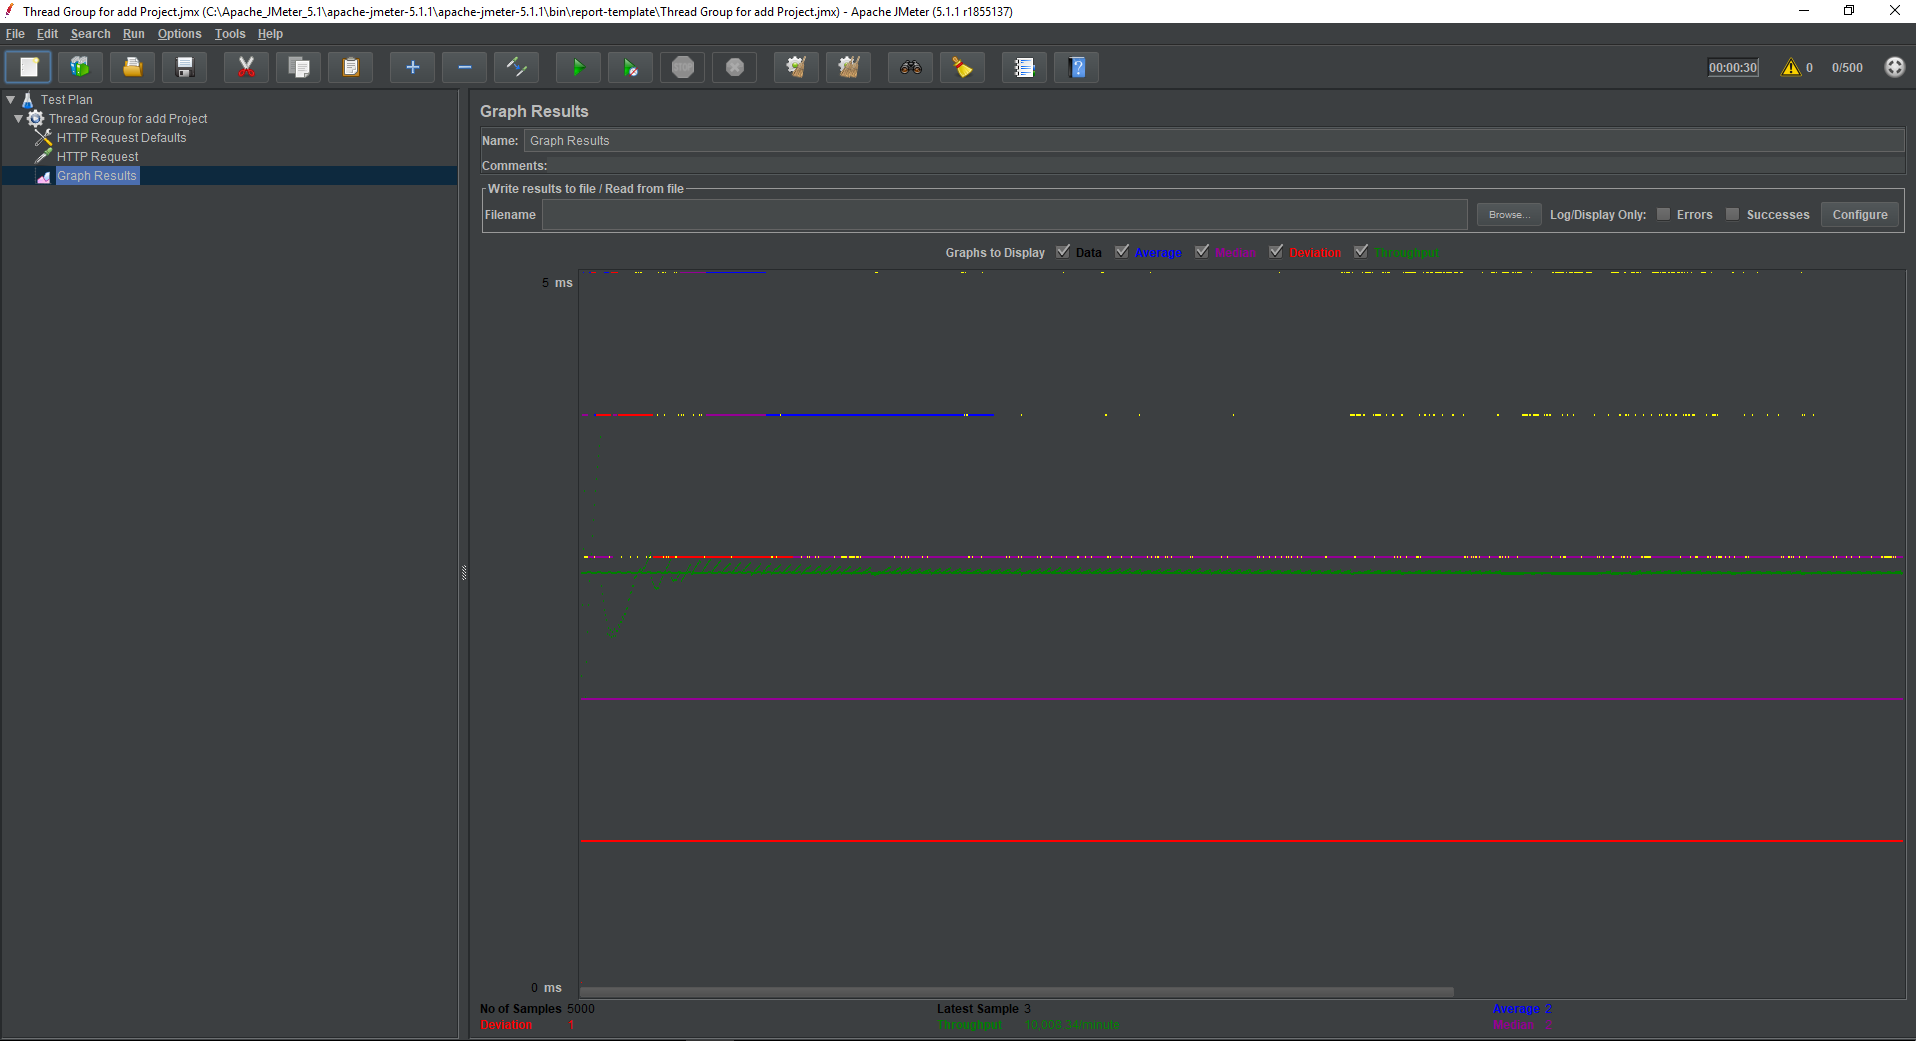 Thread Group for add Project.jmx (C:\Apache_JMeter_5.1\apache-jmeter-5.1.1\apache-jmeter-5.1.1\bin\report-template\Thread Group for add Project.jmx) - Apache JMeter (5.1.1 r1855137)
File Edit Search Run Options Tools Help
STOP 00:00:30 0 0/500
Test Plan
Thread Group for add Project
HTTP Request Defaults
HTTP Request
Graph Results
Graph Results
Name: Graph Results
Comments:
Write results to file / Read from file
Filename Browse... Log/Display Only: Errors Successes Configure
Graphs to Display Data Average Median Deviation Throughput
5 ms
0 ms
No of Samples 5000 Latest Sample 3 Average 2
Deviation 1 Throughput 10,008.34/minute Median 2